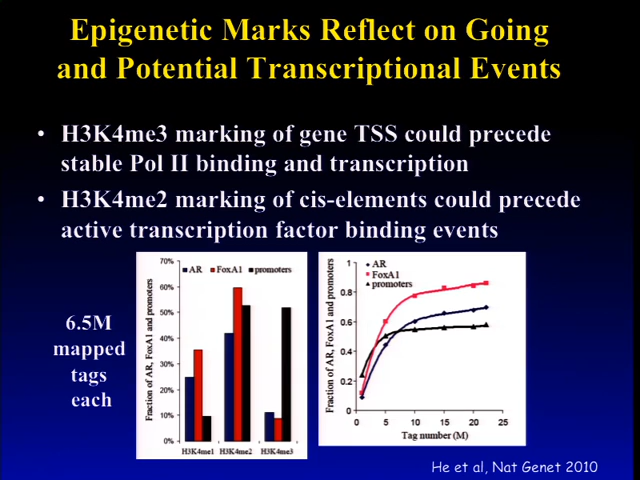 Epigenetic Marks Reflect on Going
and Potential Transcriptional Events
• H3K4me3 marking of gene TSS could precede
stable Pol II binding and transcription
• H3K4me2 marking of cis-elements could precede
active transcription factor binding events
6.5M
mapped
tags
each
Fraction of AR, FoxA1 and promoters
70%
60%
50%
40%
30%
20%
10%
0%
AR FoxA1 promoters
H3K4me1 H3K4me2 H3K4me3
Fraction of AR, FoxA1 and promoters
1
0.8
0.6
0.4
0.2
0
AR
FoxA1
promoters
0 5 10 15 20 25
Tag number (M)
He et al, Nat Genet 2010